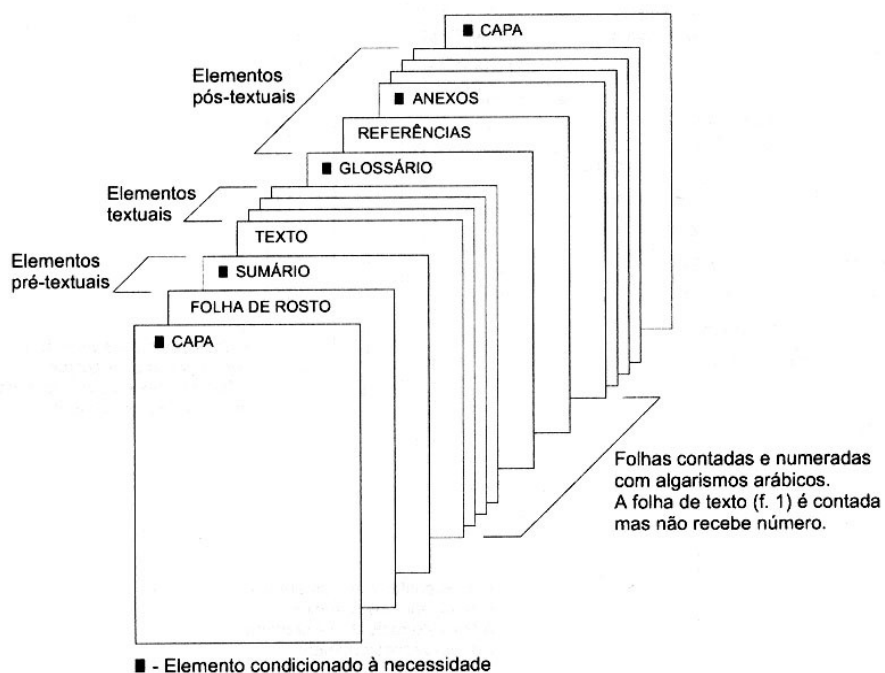 ■ CAPA
Elementos
pós-textuais
■ ANEXOS
REFERÊNCIAS
■ GLOSSÁRIO
Elementos
textuais
TEXTO
Elementos
pré-textuais
■ SUMÁRIO
FOLHA DE ROSTO
■ CAPA
Folhas contadas e numeradas
com algarismos arábicos.
A folha de texto (f. 1) é contada
mas não recebe número.
■ - Elemento condicionado à necessidade